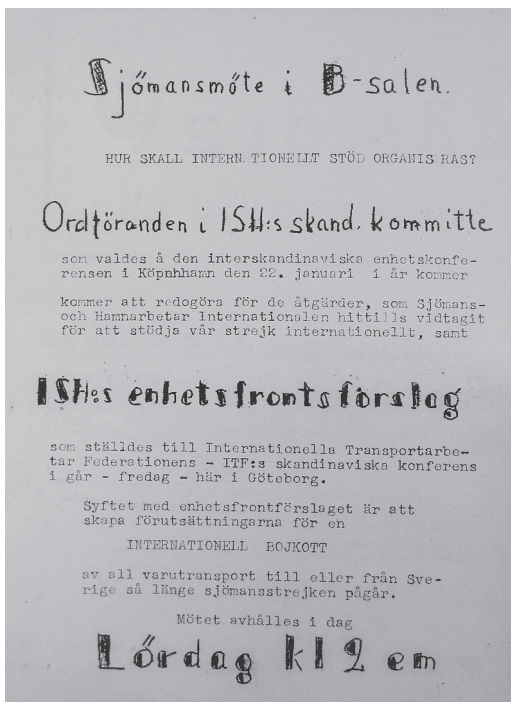 Sjömansmöte i B-salen.
HUR SKALL INTERN TIONELLT STÖD ORGANIS RAS?
Ordföranden i ISH:s skand. kommitte
som valdes å den interskandinaviska enhetskonfe-
rensen i Köpnhhamn den 22. januari i år kommer
kommer att redogöra för de åtgärder, som Sjömans-
och Hamnarbetar Internationalen hittills vidtagit
för att stödja vår strejk internationellt, samt
ISH:s enhetsfrontsförslag
som ställdes till Internationella Transportarbe-
tar Federationens - ITF:s skandinaviska konferens
i går - fredag - här i Göteborg.
Syftet med enhetsfrontförslaget är att
skapa förutsättningarna för en
INTERNATIONELL BOJKOTT
av all varutransport till eller från Sve-
rige så länge sjömansstrejken pågår.
Mötet avhålles i dag
Lördag kl 2 em